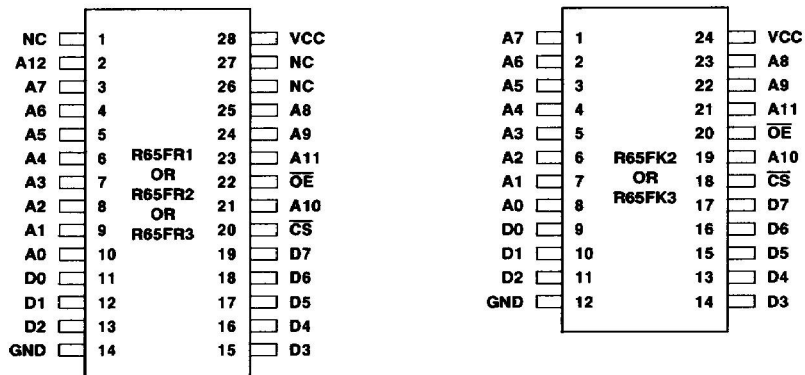 NC 1 28 VCC
A12 2 27 NC
A7 3 26 NC
A6 4 25 A8
A5 5 24 A9
A4 6 23 A11
A3 7 22 O̅E̅
A2 8 21 A10
A1 9 20 C̅S̅
A0 10 19 D7
D0 11 18 D6
D1 12 17 D5
D2 13 16 D4
GND 14 15 D3
R65FR1
OR
R65FR2
OR
R65FR3
A7 1 24 VCC
A6 2 23 A8
A5 3 22 A9
A4 4 21 A11
A3 5 20 O̅E̅
A2 6 19 A10
A1 7 18 C̅S̅
A0 8 17 D7
D0 9 16 D6
D1 10 15 D5
D2 11 13 D4
GND 12 14 D3
R65FK2
OR
R65FK3